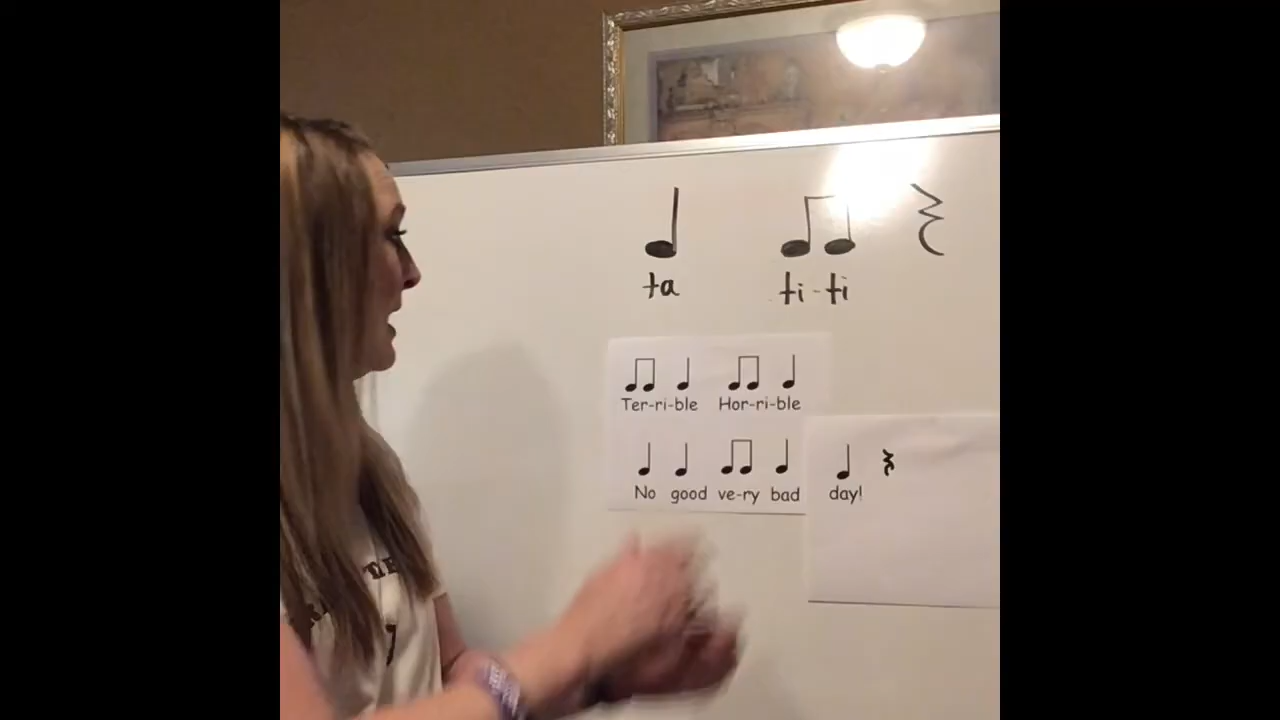 ta ti-ti
Ter-ri-ble Hor-ri-ble
No good ve-ry bad day!